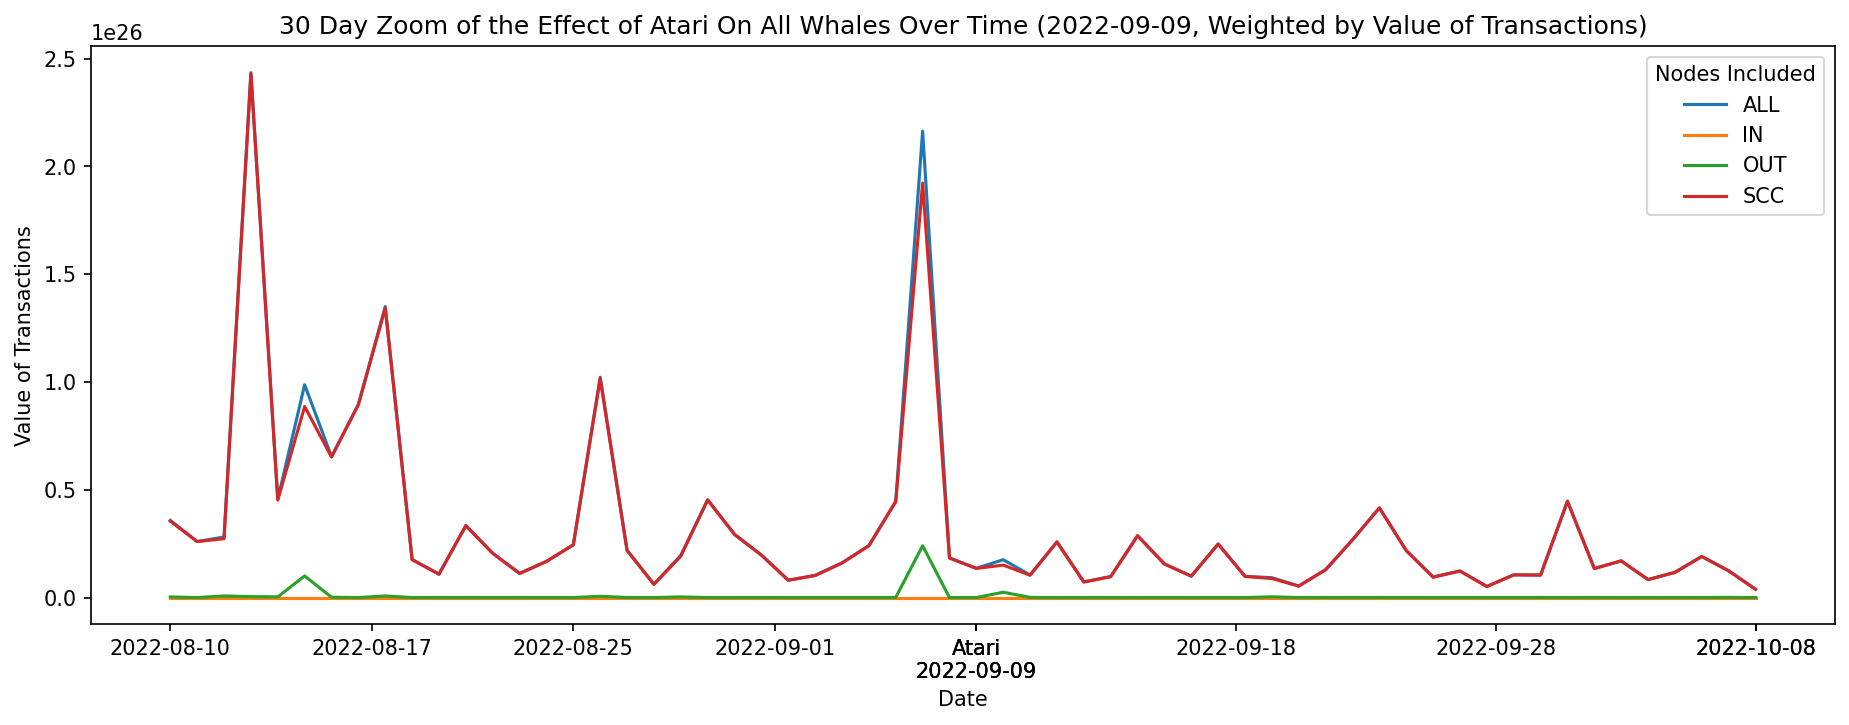 30 Day Zoom of the Effect of Atari On All Whales Over Time (2022-09-09, Weighted by Value of Transactions)
1e26
2.5
2.0
1.5
1.0
0.5
0.0
Value of Transactions
Nodes Included
ALL
IN
OUT
SCC
2022-08-10
2022-08-17
2022-08-25
2022-09-01
Atari
2022-09-09
2022-09-18
2022-09-28
2022-10-08
Date